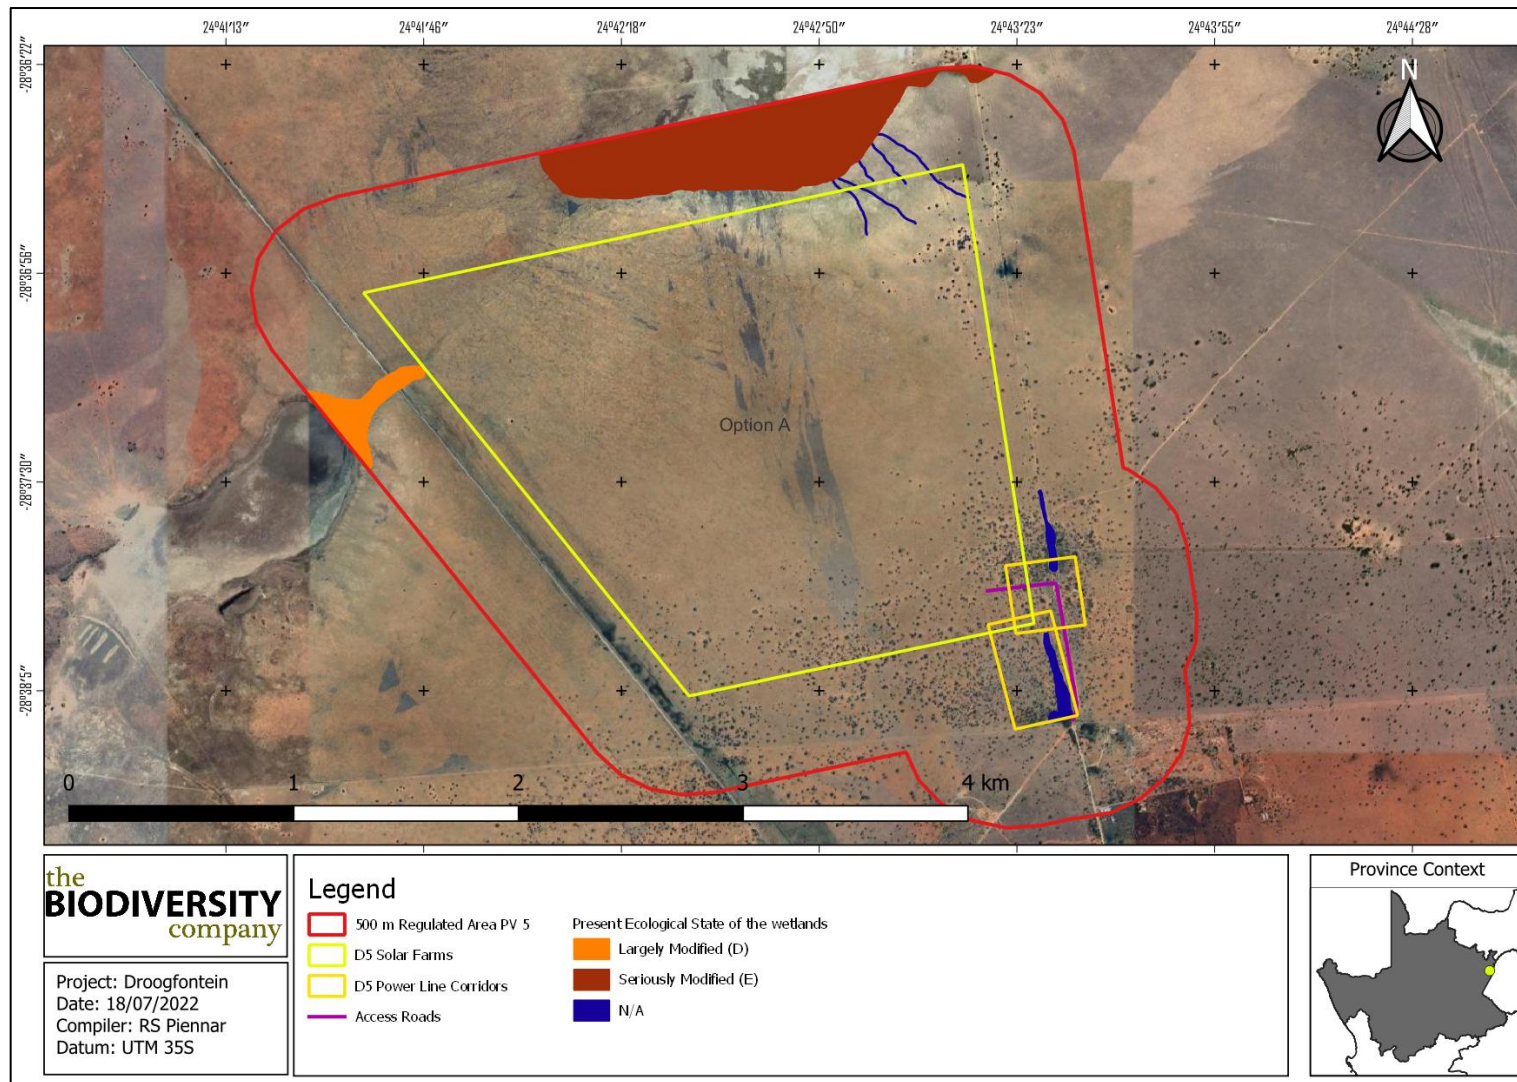 24°41'13" 24°41'46" 24°42'18" 24°42'50" 24°43'23" 24°43'55" 24°44'28"
-28°36'22"
-28°36'56"
-28°37'30"
-28°38'5"
N
Option A
0 1 2 3 4 km
the
BIODIVERSITY
company
Project: Droogfontein
Date: 18/07/2022
Compiler: RS Piennar
Datum: UTM 35S
Legend
500 m Regulated Area PV 5
D5 Solar Farms
D5 Power Line Corridors
Access Roads
Present Ecological State of the wetlands
Largely Modified (D)
Seriously Modified (E)
N/A
Province Context